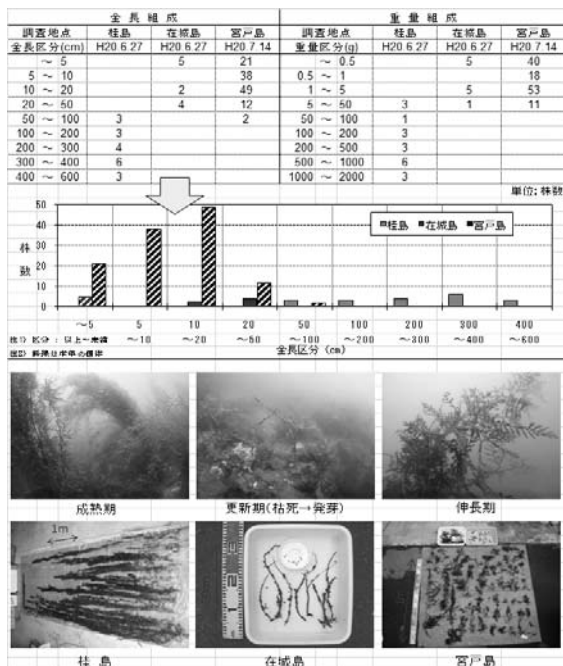 全長組成 重量組成
調査地点 桂島 在城島 宮戸島 調査地点 桂島 在城島 宮戸島
全長区分(cm) H20.6.27 H20.6.27 H20.7.14 重量区分(g) H20.6.27 H20.6.27 H20.7.14
～ 5 5 21 ～ 0.5 5 40
5 ～ 10 38 0.5 ～ 1 18
10 ～ 20 2 49 1 ～ 5 5 53
20 ～ 50 4 12 5 ～ 50 3 1 11
50 ～ 100 3 2 50 ～ 100 1
100 ～ 200 3 100 ～ 200 3
200 ～ 300 4 200 ～ 500 3
300 ～ 400 6 500 ～ 1000 6
400 ～ 600 3 1000 ～ 2000 3
単位:株数
株数
50
40
30
20
10
0
桂島 在城島 宮戸島
～5 5 10 20 50 100 200 300 400
注1) 区分:以上～未満 ～10 ～20 ～50 ～100 ～200 ～300 ～400 ～600
全長区分 (cm)
成熟期 更新期(枯死→発芽) 伸長期
1m
桂島 在城島 宮戸島